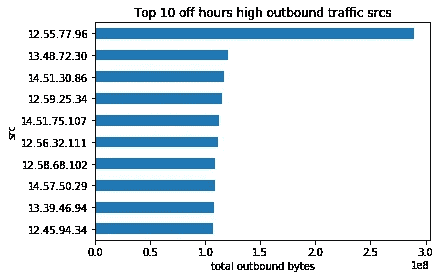 Top 10 off hours high outbound traffic srcs
src
12.55.77.96
13.48.72.30
14.51.30.86
12.59.25.34
14.51.75.107
12.56.32.111
12.58.68.102
14.57.50.29
13.39.46.94
12.45.94.34
0.0 0.5 1.0 1.5 2.0 2.5 3.0
1e8
total outbound bytes